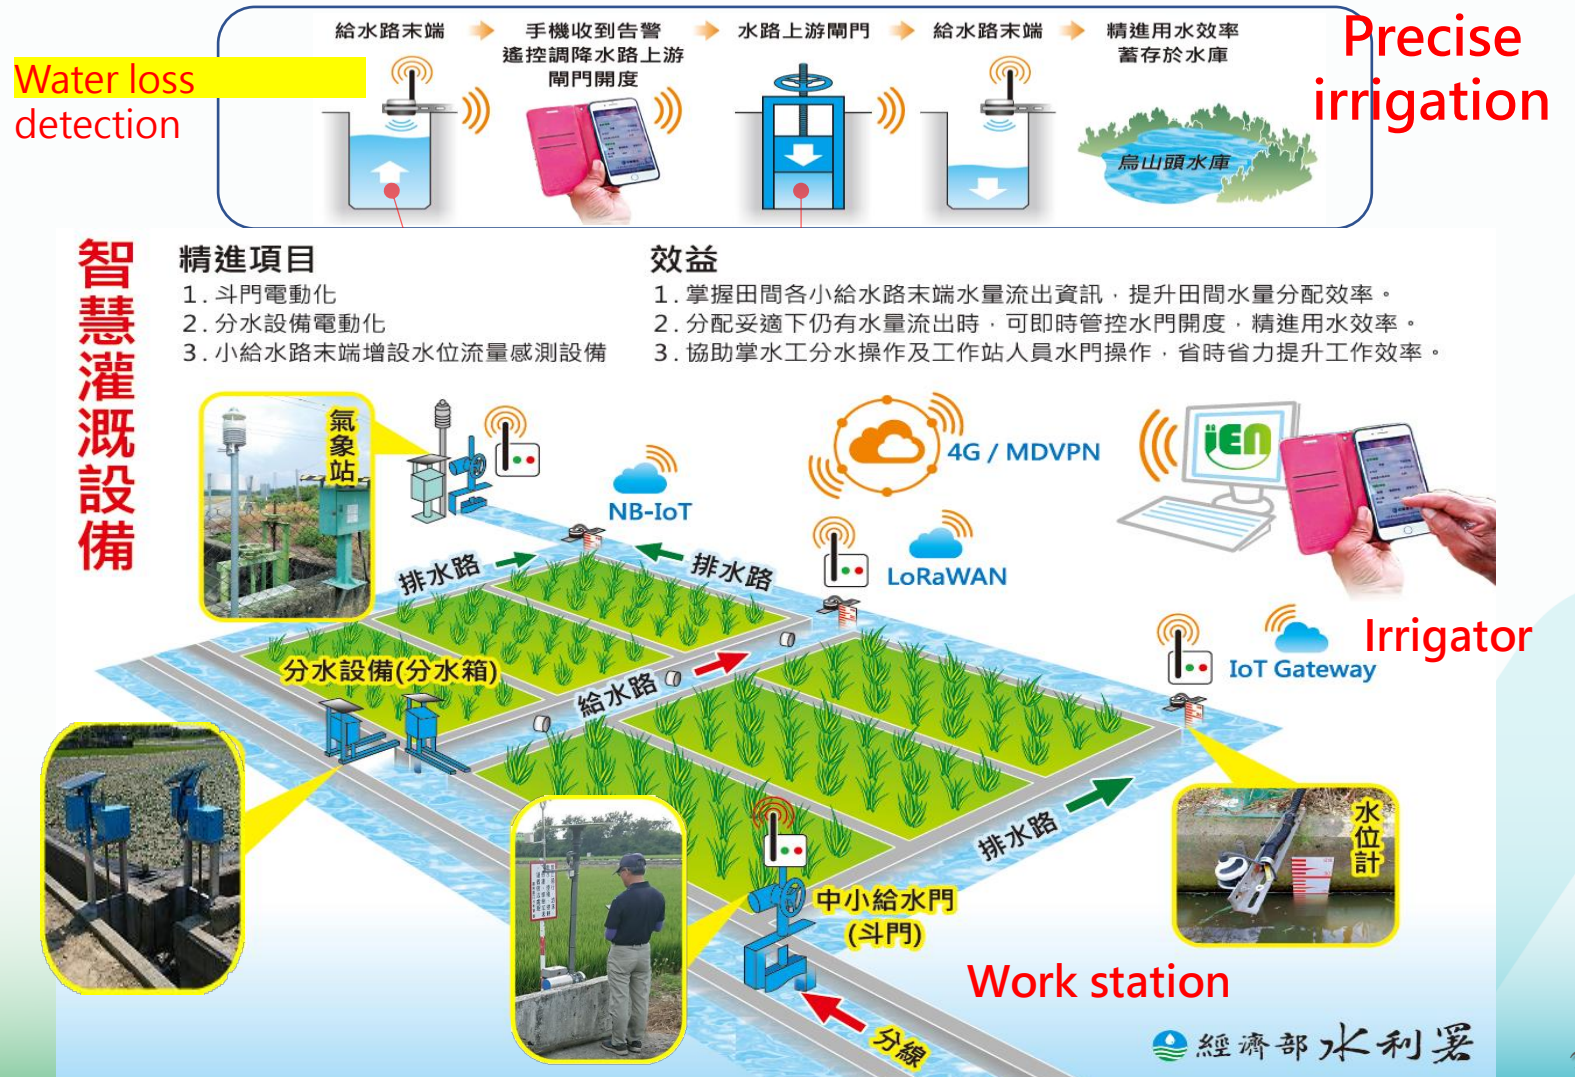 Water loss
detection
給水路末端
手機收到告警
遙控調降水路上游
閘門開度
水路上游閘門
給水路末端
精進用水效率
蓄存於水庫
烏山頭水庫
Precise
irrigation
智慧灌溉設備
精進項目
1.斗門電動化
2.分水設備電動化
3.小給水路末端增設水位流量感測設備
效益
1.掌握田間各小給水路末端水量流出資訊，提升田間水量分配效率。
2.分配妥適下仍有水量流出時，可即時管控水門開度，精進用水效率。
3.協助掌水工分水操作及工作站人員水門操作，省時省力提升工作效率。
氣象站
NB-IoT
4G / MDVPN
LoRaWAN
iEN
IoT Gateway
Irrigator
排水路
排水路
分水設備(分水箱)
給水路
排水路
水位計
中小給水門
(斗門)
Work station
分線
經濟部水利署